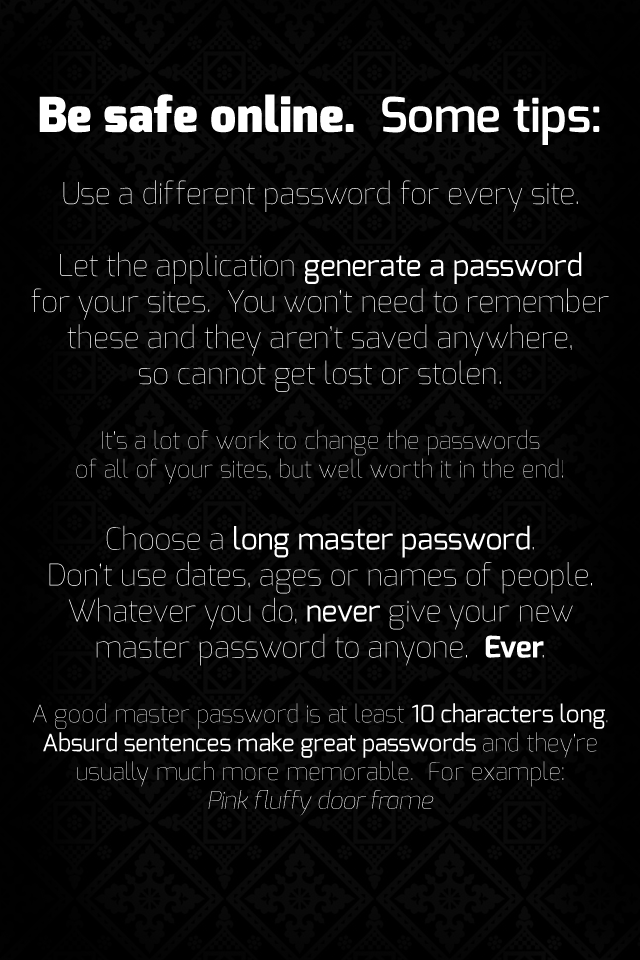 Be safe online.  Some tips:
Use a different password for every site.
Let the application generate a password
for your sites.  You won't need to remember
these and they aren't saved anywhere,
so cannot get lost or stolen.
It's a lot of work to change the passwords
of all of your sites, but well worth it in the end!
Choose a long master password.
Don't use dates, ages or names of people.
Whatever you do, never give your new
master password to anyone.  Ever.
A good master password is at least 10 characters long.
Absurd sentences make great passwords and they're
usually much more memorable.  For example:
Pink fluffy door frame